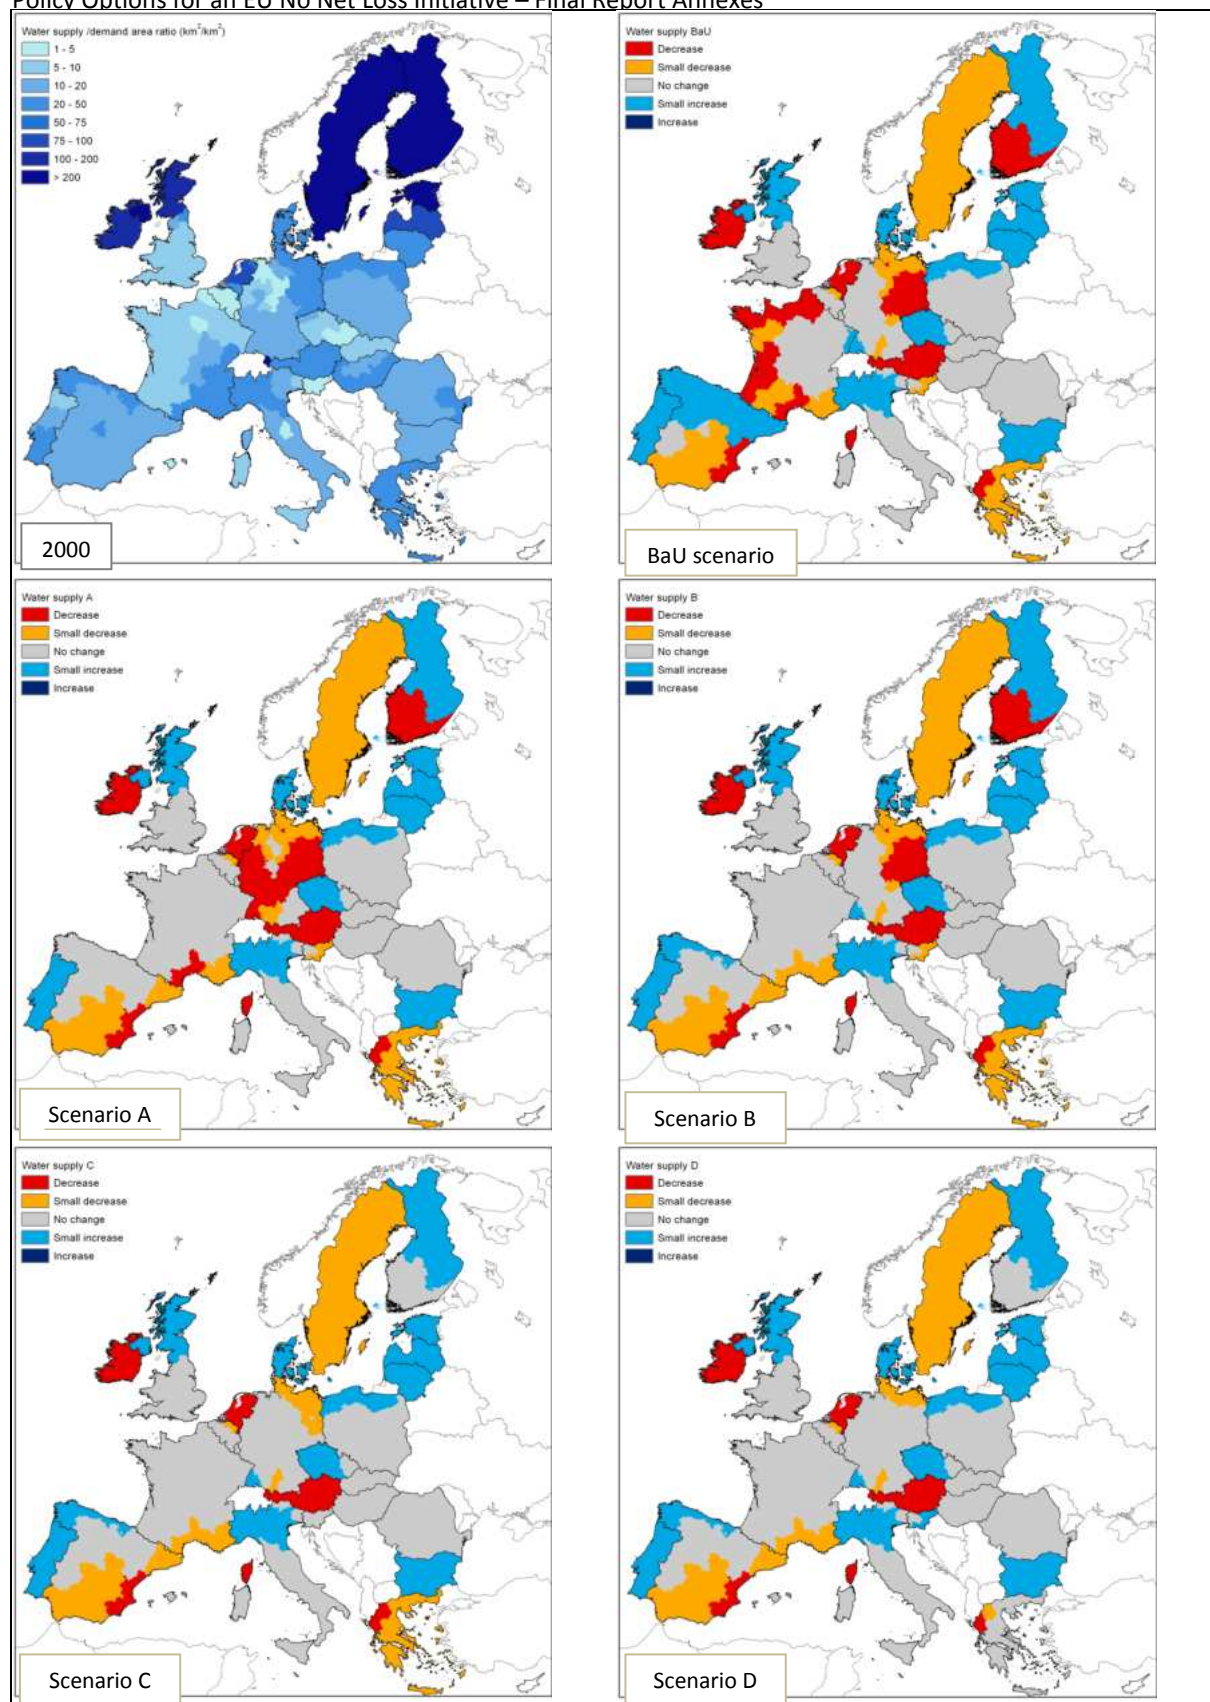 Policy Options for an EU No Net Loss Initiative – Final Report Annexes
Water supply /demand area ratio (km²/km²)
1 - 5
5 - 10
10 - 20
20 - 50
50 - 75
75 - 100
100 - 200
> 200
2000
Water supply BaU
Decrease
Small decrease
No change
Small increase
Increase
BaU scenario
Water supply A
Decrease
Small decrease
No change
Small increase
Increase
Scenario A
Water supply B
Decrease
Small decrease
No change
Small increase
Increase
Scenario B
Water supply C
Decrease
Small decrease
No change
Small increase
Increase
Scenario C
Water supply D
Decrease
Small decrease
No change
Small increase
Increase
Scenario D